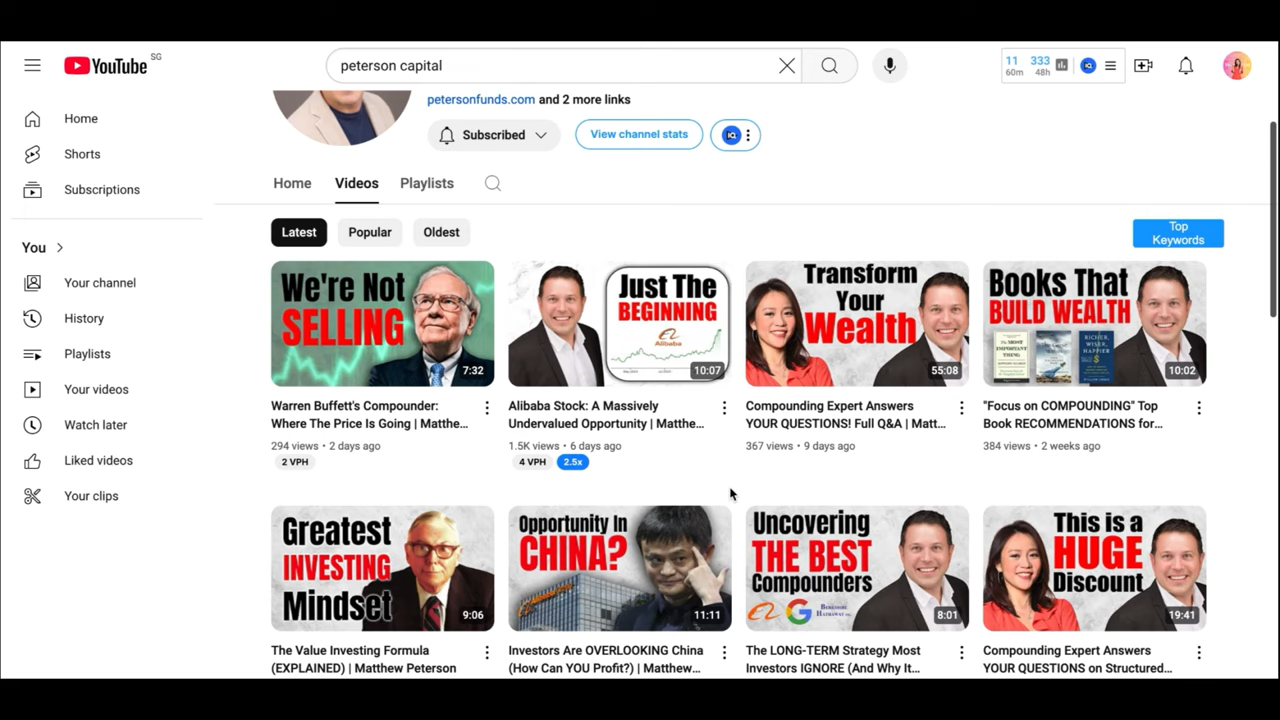 YouTube SG
peterson capital
11 333
60m 48h
petersonfunds.com and 2 more links
Subscribed
View channel stats
Home
Shorts
Subscriptions
You
Your channel
History
Playlists
Your videos
Watch later
Liked videos
Your clips
Home Videos Playlists
Latest Popular Oldest
Top
Keywords
We're Not
SELLING
7:32
Warren Buffett's Compounder:
Where The Price Is Going | Matthe...
294 views • 2 days ago
2 VPH
Just The
BEGINNING
Alibaba
10:07
Alibaba Stock: A Massively
Undervalued Opportunity | Matthe...
1.5K views • 6 days ago
4 VPH 2.5x
Transform
Your
Wealth
55:08
Compounding Expert Answers
YOUR QUESTIONS! Full Q&A | Matt...
367 views • 9 days ago
Books That
BUILD WEALTH
10:02
"Focus on COMPOUNDING" Top
Book RECOMMENDATIONS for...
384 views • 2 weeks ago
Greatest
INVESTING
Mindset
9:06
The Value Investing Formula
(EXPLAINED) | Matthew Peterson
Opportunity In
CHINA?
11:11
Investors Are OVERLOOKING China
(How Can YOU Profit?) | Matthew...
Uncovering
THE BEST
Compounders
8:01
The LONG-TERM Strategy Most
Investors IGNORE (And Why It...
This is a
HUGE
Discount
19:41
Compounding Expert Answers
YOUR QUESTIONS on Structured...